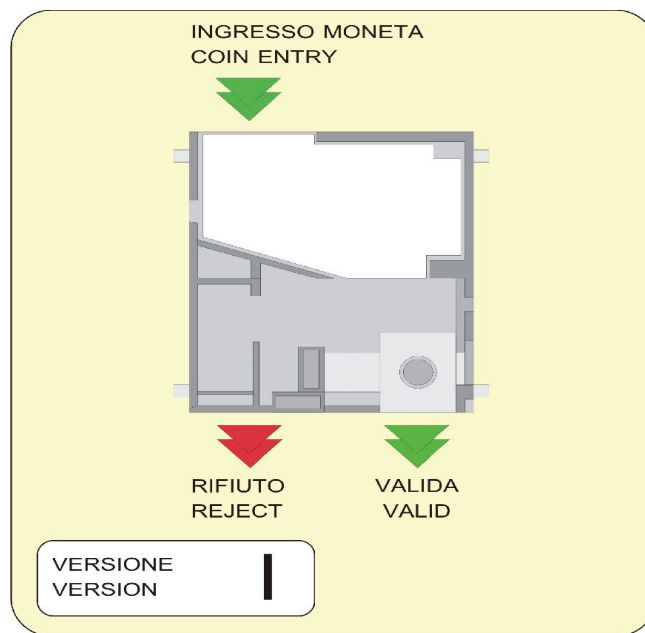 INGRESSO MONETA
COIN ENTRY
RIFIUTO
REJECT
VALIDA
VALID
VERSIONE
VERSION
I